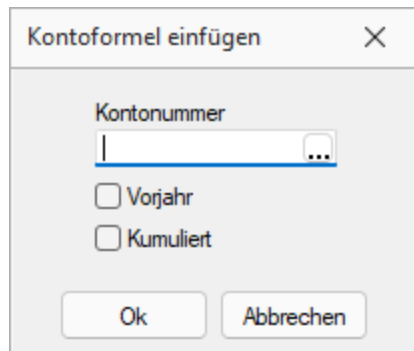 Kontoformel einfügen
Kontonummer
...
Vorjahr
Kumuliert
Ok Abbrechen